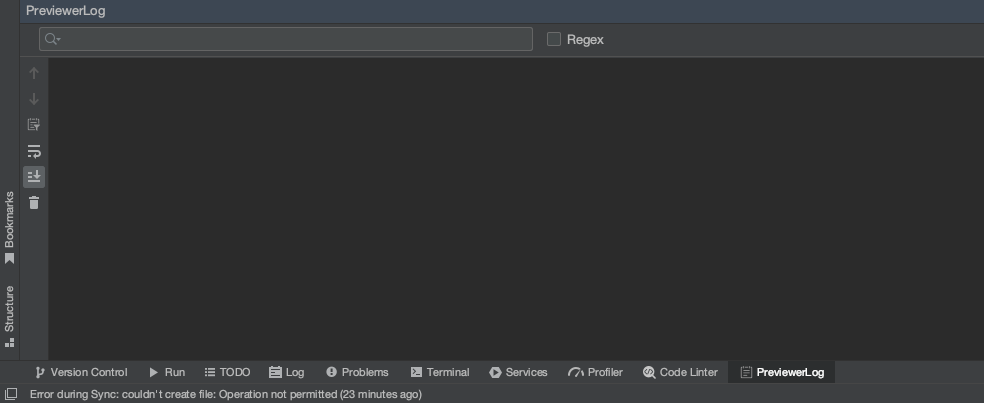 PreviewerLog
Regex
Bookmarks
Structure
Version Control Run TODO Log Problems Terminal Services Profiler Code Linter PreviewerLog
Error during Sync: couldn't create file: Operation not permitted (23 minutes ago)